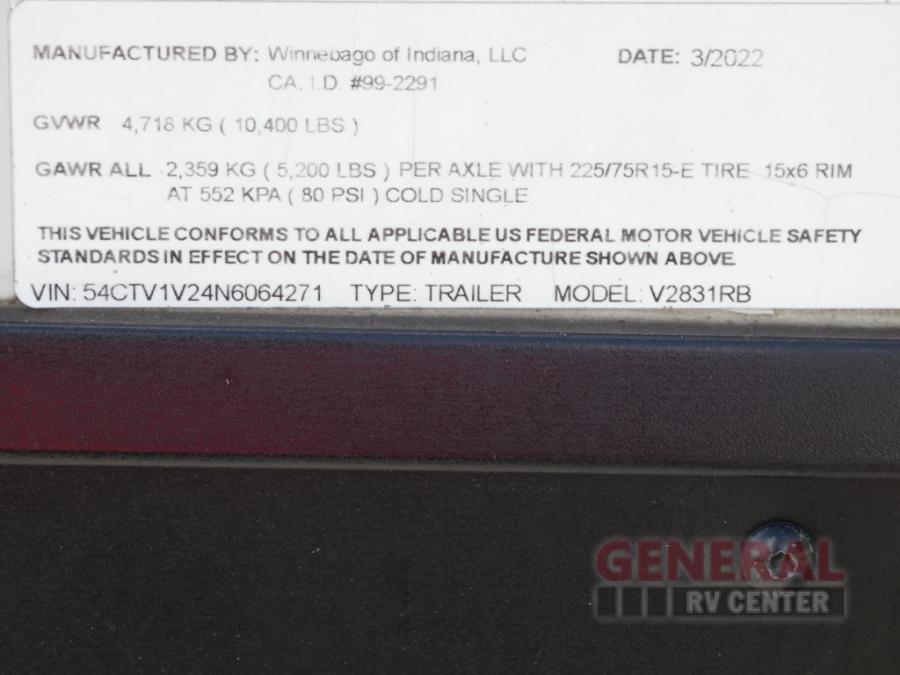 MANUFACTURED BY: Winnebago of Indiana, LLC DATE: 3/2022
CA. I.D. #99-2291
GVWR 4,718 KG ( 10,400 LBS )
GAWR ALL 2,359 KG ( 5,200 LBS ) PER AXLE WITH 225/75R15-E TIRE 15x6 RIM
AT 552 KPA ( 80 PSI ) COLD SINGLE
THIS VEHICLE CONFORMS TO ALL APPLICABLE US FEDERAL MOTOR VEHICLE SAFETY
STANDARDS IN EFFECT ON THE DATE OF MANUFACTURE SHOWN ABOVE
VIN: 54CTV1V24N6064271 TYPE: TRAILER MODEL: V2831RB
GENERAL
RV CENTER